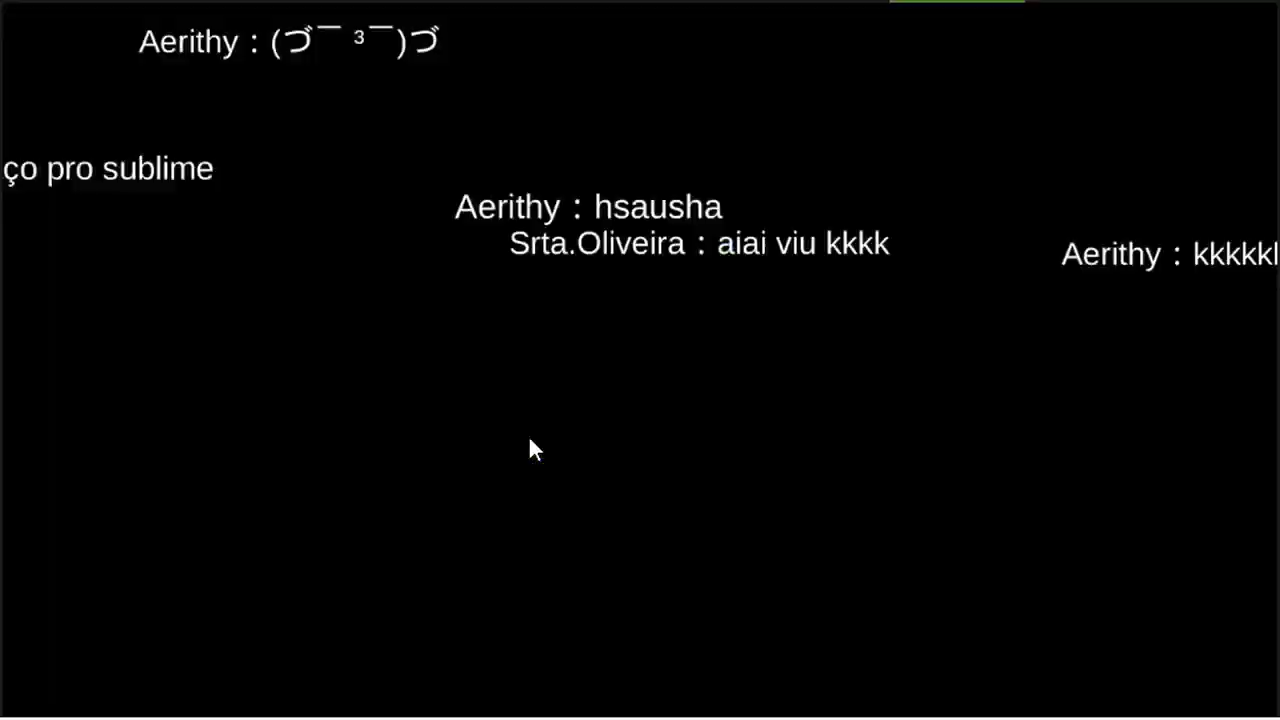 Aerithy：(づ￣ ³￣)づ
ço pro sublime
Aerithy：hsausha
Srta.Oliveira：aiai viu kkkk
Aerithy：kkkkkl